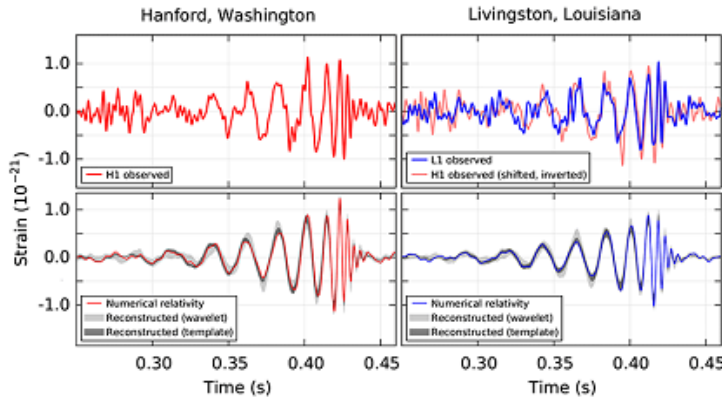 Hanford, Washington
Livingston, Louisiana
1.0
0.0
-1.0
H1 observed
L1 observed
H1 observed (shifted, inverted)
Strain (10⁻²¹)
1.0
0.0
-1.0
Numerical relativity
Reconstructed (wavelet)
Reconstructed (template)
Numerical relativity
Reconstructed (wavelet)
Reconstructed (template)
0.30 0.35 0.40 0.45
0.30 0.35 0.40 0.45
Time (s)
Time (s)